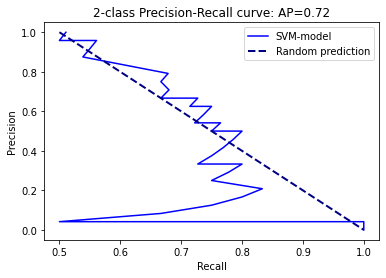 2-class Precision-Recall curve: AP=0.72
SVM-model
Random prediction
Precision
1.0
0.8
0.6
0.4
0.2
0.0
0.5
0.6
0.7
0.8
0.9
1.0
Recall